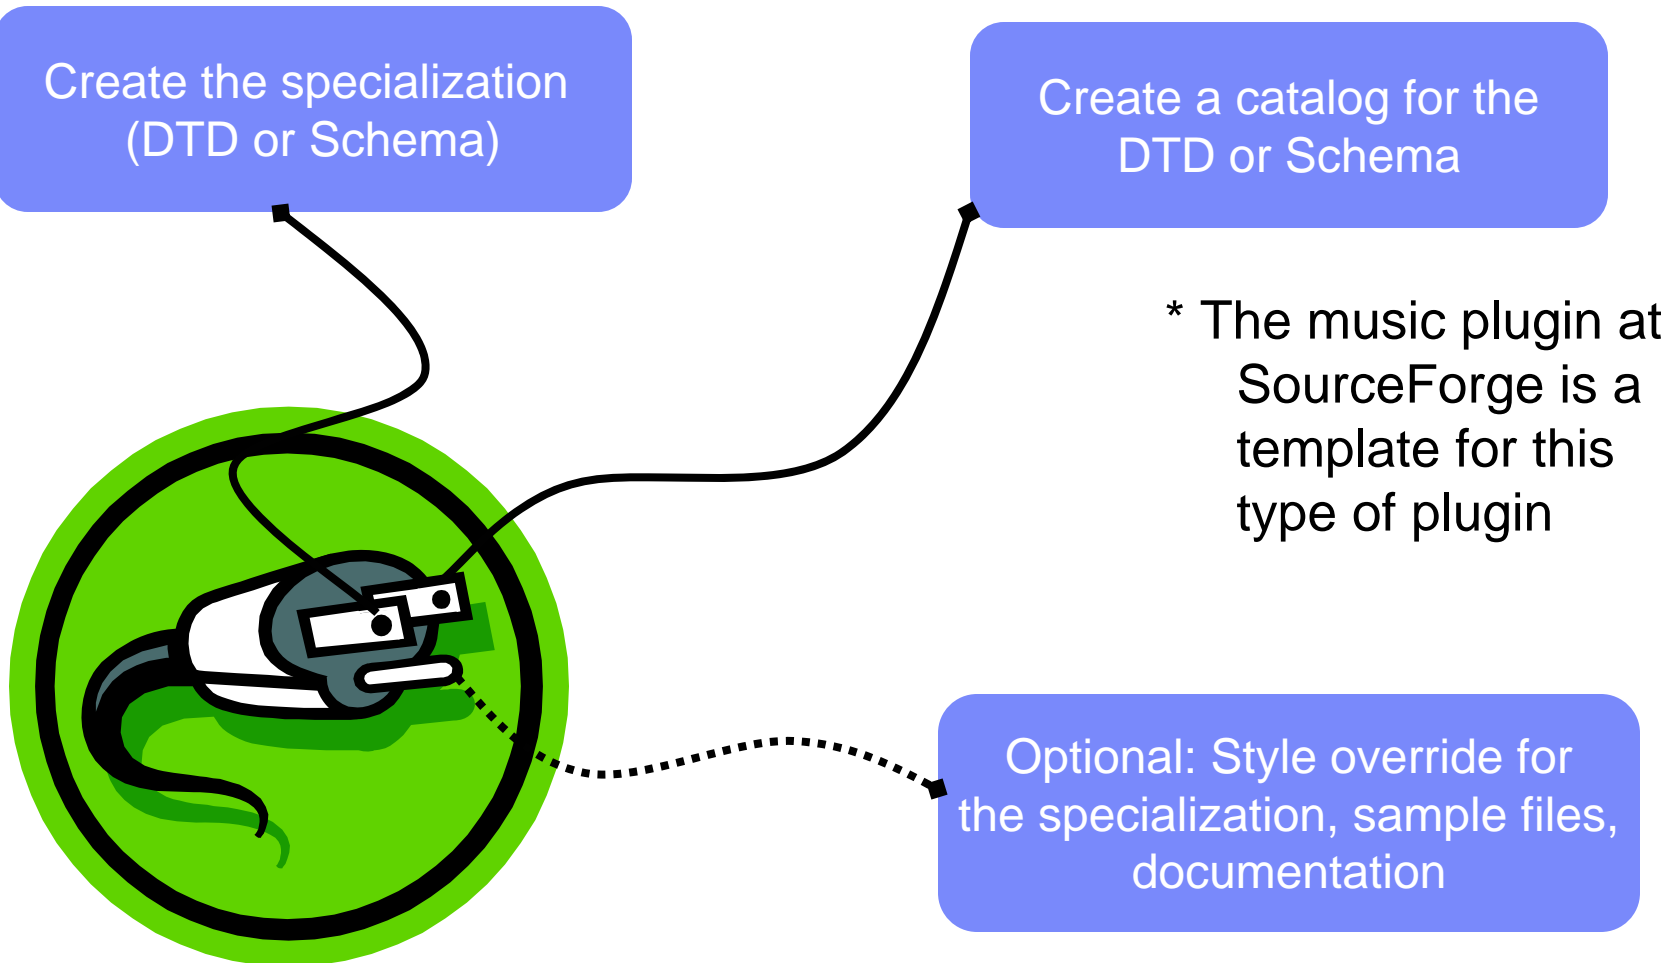 Create the specialization
(DTD or Schema)
Create a catalog for the
DTD or Schema
* The music plugin at
SourceForge is a
template for this
type of plugin
Optional: Style override for
the specialization, sample files,
documentation